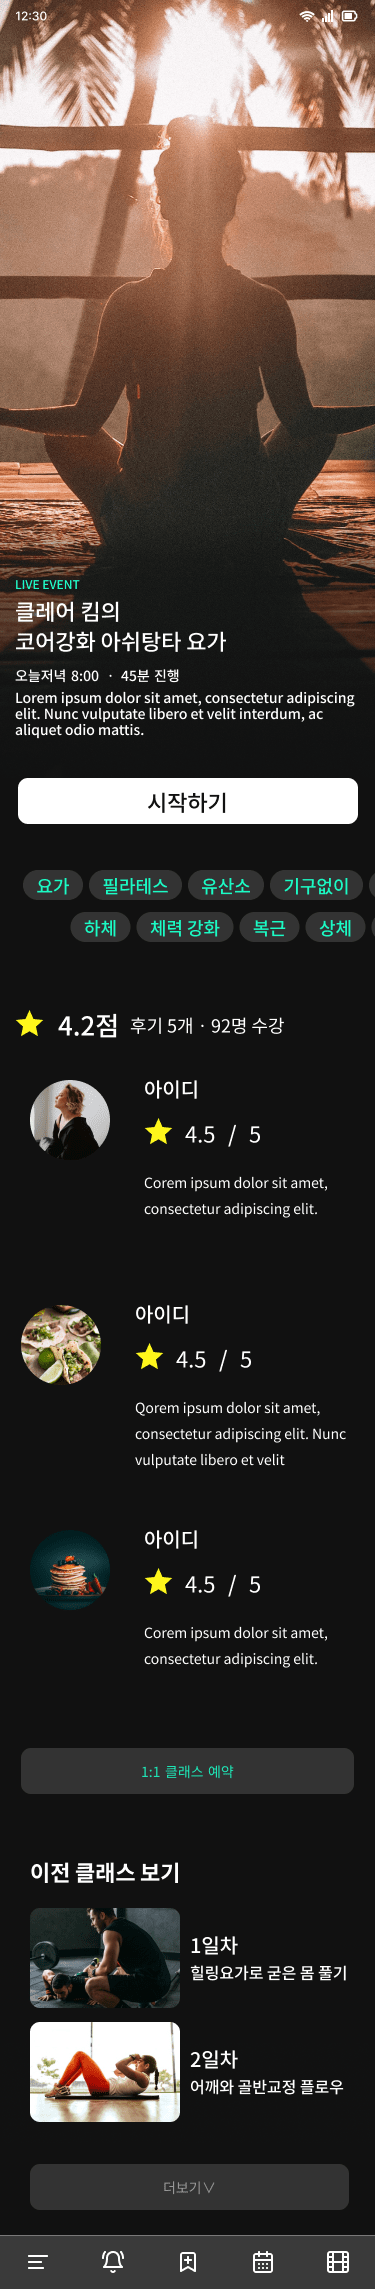 12:30
LIVE EVENT
클레어 킴의
코어강화 아쉬탕타 요가
오늘저녁 8:00 · 45분 진행
Lorem ipsum dolor sit amet, consectetur adipiscing
elit. Nunc vulputate libero et velit interdum, ac
aliquet odio mattis.
시작하기
요가 필라테스 유산소 기구없이
하체 체력 강화 복근 상체
4.2점 후기 5개 · 92명 수강
아이디
4.5 / 5
Corem ipsum dolor sit amet,
consectetur adipiscing elit.
아이디
4.5 / 5
Qorem ipsum dolor sit amet,
consectetur adipiscing elit. Nunc
vulputate libero et velit
아이디
4.5 / 5
Corem ipsum dolor sit amet,
consectetur adipiscing elit.
1:1 클래스 예약
이전 클래스 보기
1일차
힐링요가로 굳은 몸 풀기
2일차
어깨와 골반교정 플로우
더보기∨